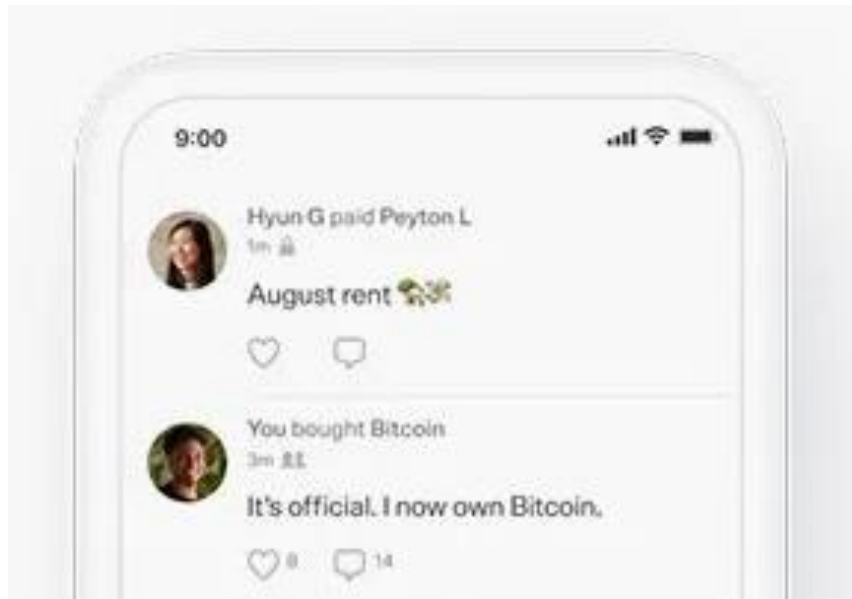 9:00
Hyun G paid Peyton L
1m
August rent
You bought Bitcoin
3m
It's official. I now own Bitcoin.
8 14